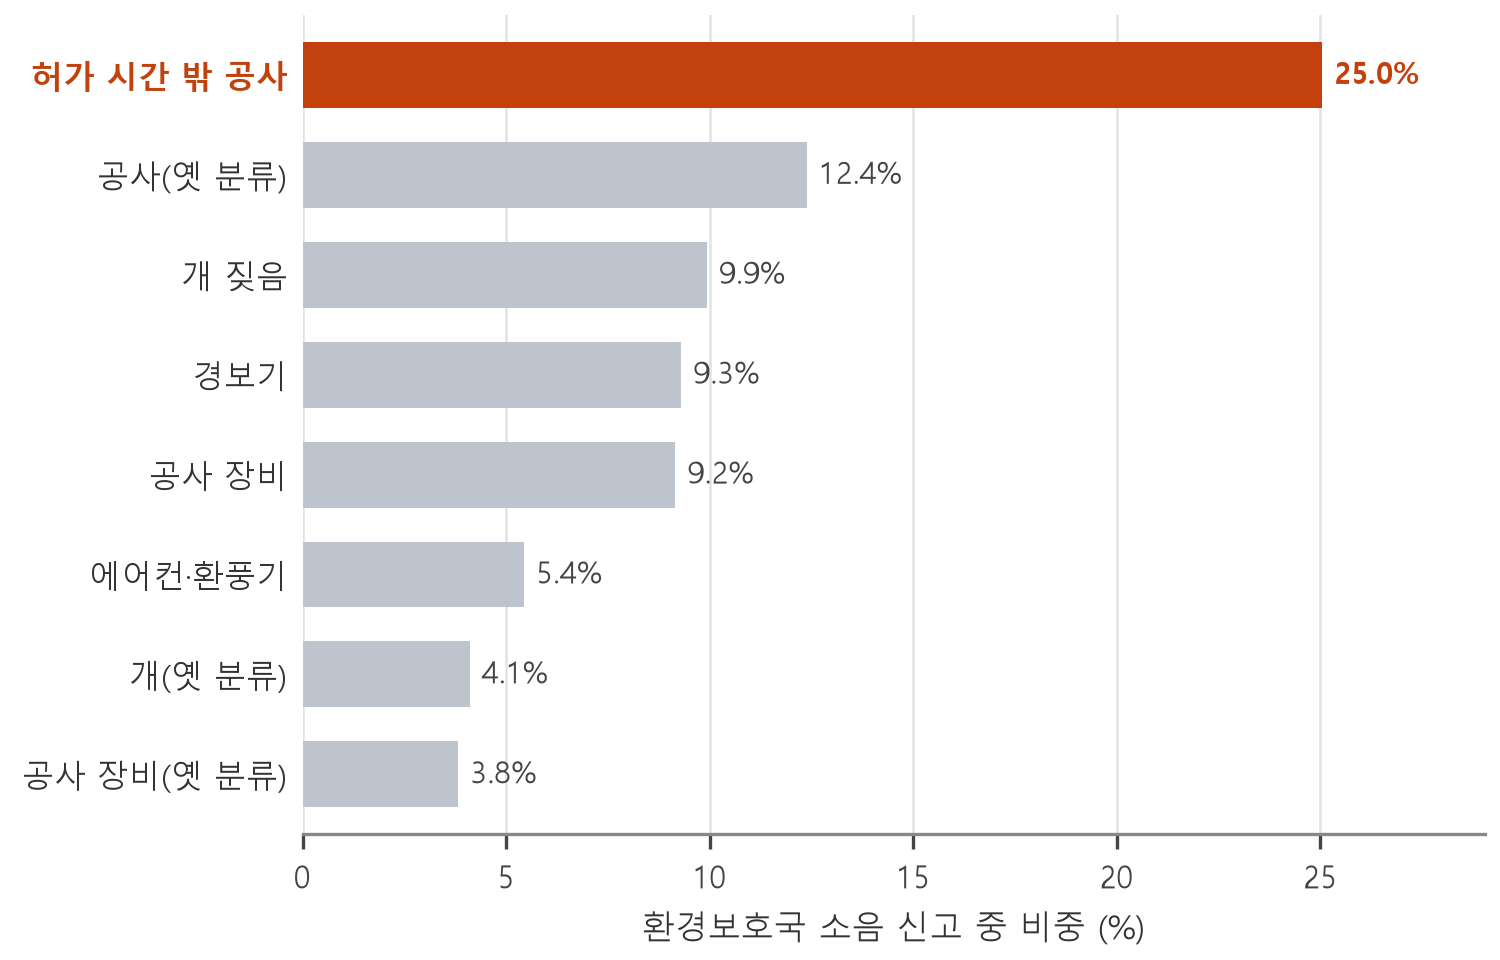 허가 시간 밖 공사 25.0%
공사(옛 분류) 12.4%
개 짖음 9.9%
경보기 9.3%
공사 장비 9.2%
에어컨·환풍기 5.4%
개(옛 분류) 4.1%
공사 장비(옛 분류) 3.8%
0 5 10 15 20 25
환경보호국 소음 신고 중 비중 (%)